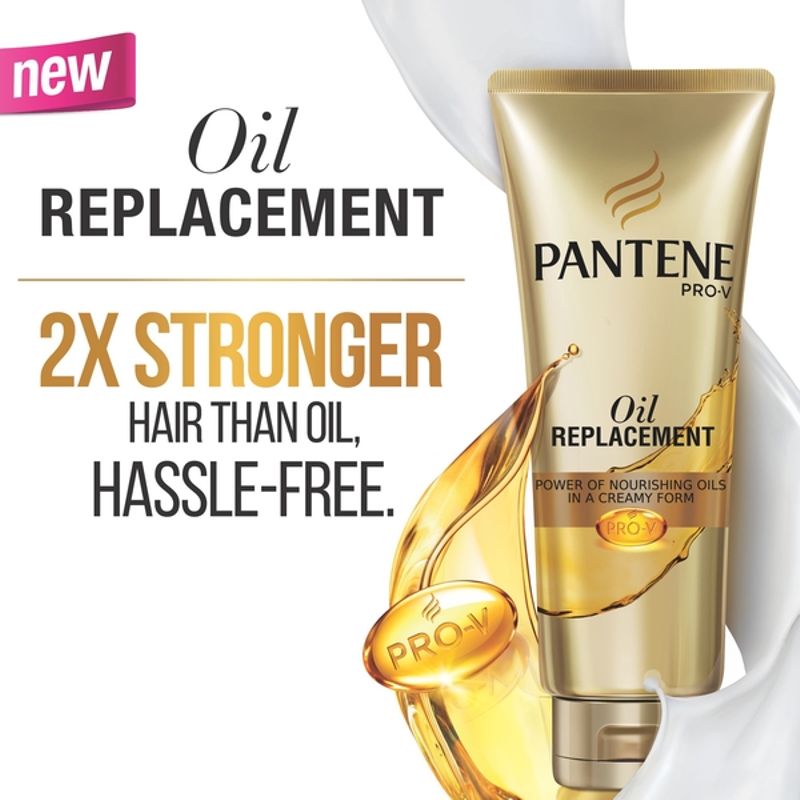 new
Oil
REPLACEMENT
2X STRONGER
HAIR THAN OIL,
HASSLE-FREE.
PANTENE
PRO-V
Oil
REPLACEMENT
POWER OF NOURISHING OILS
IN A CREAMY FORM
PRO-V
PRO-V